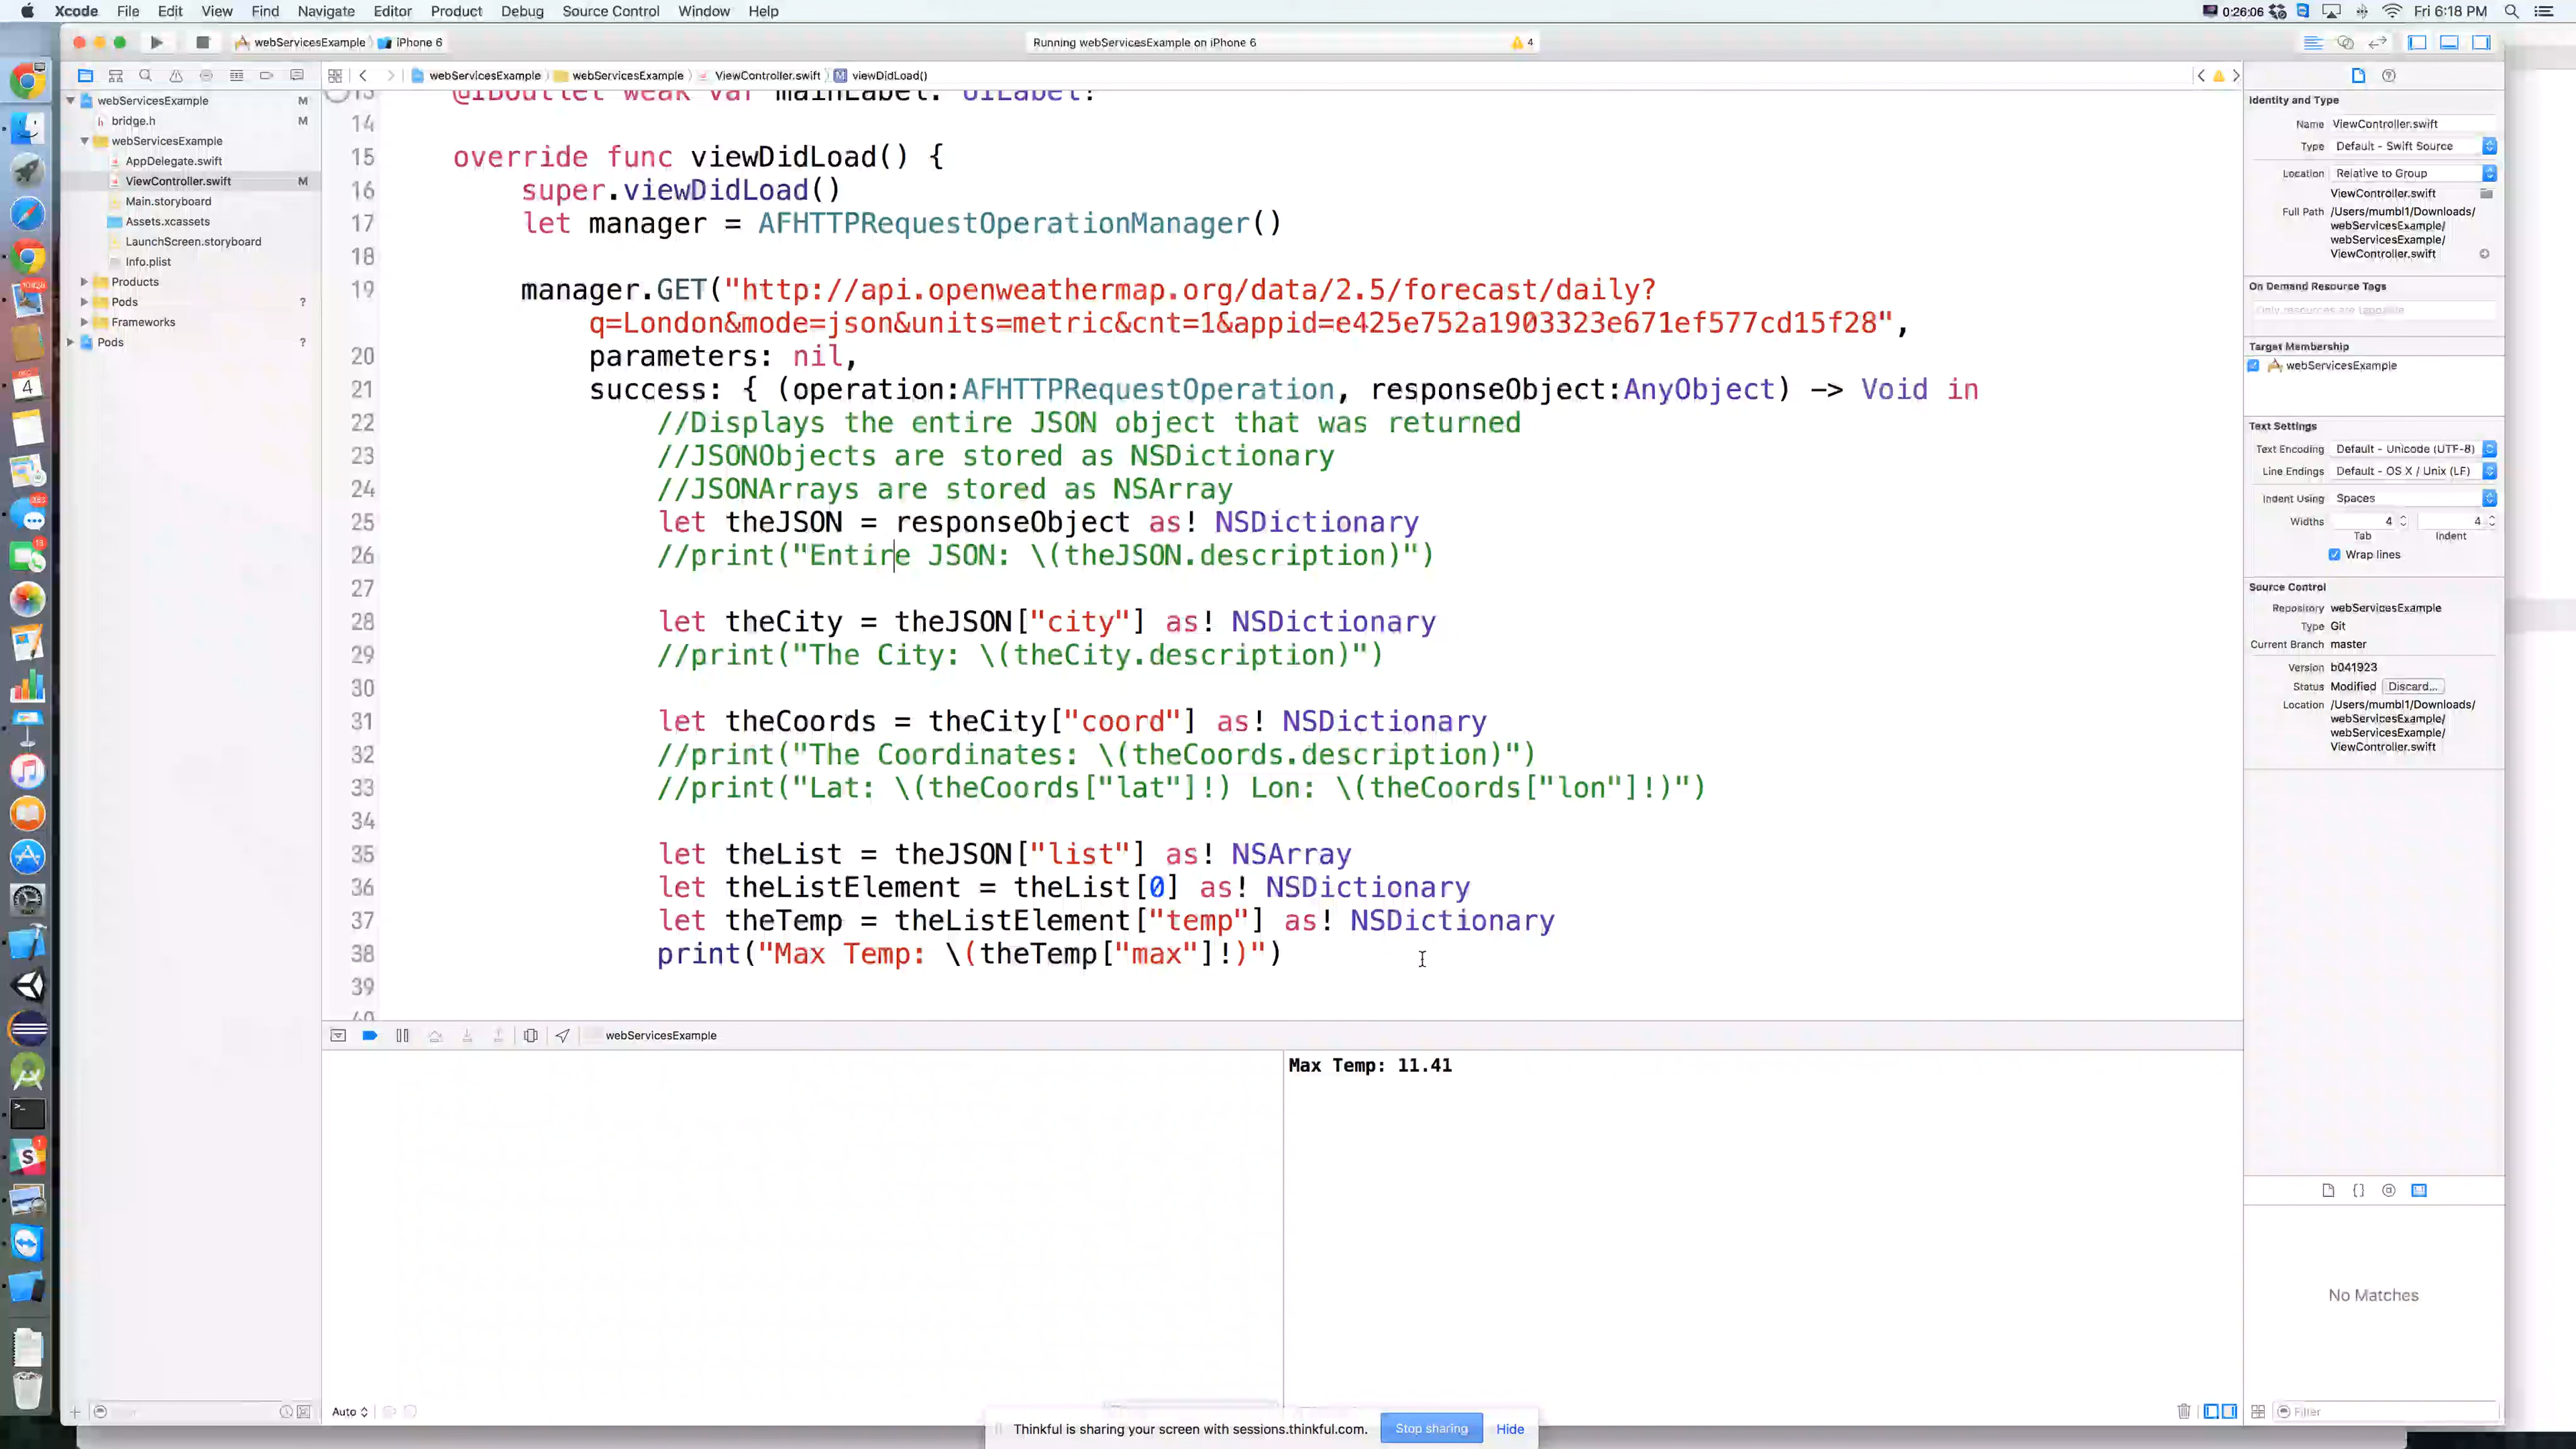 Xcode File Edit View Find Navigate Editor Product Debug Source Control Window Help 0:26:06 Fri 6:18 PM
webServicesExample iPhone 6 Running webServicesExample on iPhone 6 4
webServicesExample webServicesExample ViewController.swift M viewDidLoad()
webServicesExample M
bridge.h M
webServicesExample
AppDelegate.swift
ViewController.swift M
Main.storyboard
Assets.xcassets
LaunchScreen.storyboard
Info.plist
Products
Pods ?
Frameworks
Pods ?
13 @IBOutlet weak var mainLabel: UILabel!
14
15 override func viewDidLoad() {
16 super.viewDidLoad()
17 let manager = AFHTTPRequestOperationManager()
18
19 manager.GET("http://api.openweathermap.org/data/2.5/forecast/daily?
q=London&mode=json&units=metric&cnt=1&appid=e425e752a1903323e671ef577cd15f28",
20 parameters: nil,
21 success: { (operation:AFHTTPRequestOperation, responseObject:AnyObject) -> Void in
22 //Displays the entire JSON object that was returned
23 //JSONObjects are stored as NSDictionary
24 //JSONArrays are stored as NSArray
25 let theJSON = responseObject as! NSDictionary
26 //print("Entire JSON: \(theJSON.description)")
27
28 let theCity = theJSON["city"] as! NSDictionary
29 //print("The City: \(theCity.description)")
30
31 let theCoords = theCity["coord"] as! NSDictionary
32 //print("The Coordinates: \(theCoords.description)")
33 //print("Lat: \(theCoords["lat"]!) Lon: \(theCoords["lon"]!)")
34
35 let theList = theJSON["list"] as! NSArray
36 let theListElement = theList[0] as! NSDictionary
37 let theTemp = theListElement["temp"] as! NSDictionary
38 print("Max Temp: \(theTemp["max"]!)")
39
40
webServicesExample
Max Temp: 11.41
Auto
Identity and Type
Name ViewController.swift
Type Default - Swift Source
Location Relative to Group
ViewController.swift
Full Path /Users/mumbl1/Downloads/
webServicesExample/
webServicesExample/
ViewController.swift
On Demand Resource Tags
Only resources are taggable
Target Membership
webServicesExample
Text Settings
Text Encoding Default - Unicode (UTF-8)
Line Endings Default - OS X / Unix (LF)
Indent Using Spaces
Widths 4 4
Tab Indent
Wrap lines
Source Control
Repository webServicesExample
Type Git
Current Branch master
Version b041923
Status Modified Discard...
Location /Users/mumbl1/Downloads/
webServicesExample/
webServicesExample/
ViewController.swift
No Matches
Filter
Thinkful is sharing your screen with sessions.thinkful.com. Stop sharing Hide